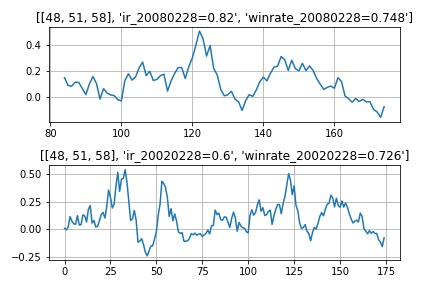 [[48, 51, 58], 'ir_20080228=0.82', 'winrate_20080228=0.748']
0.4
0.2
0.0
80 100 120 140 160
[[48, 51, 58], 'ir_20020228=0.6', 'winrate_20020228=0.726']
0.50
0.25
0.00
−0.25
0 25 50 75 100 125 150 175